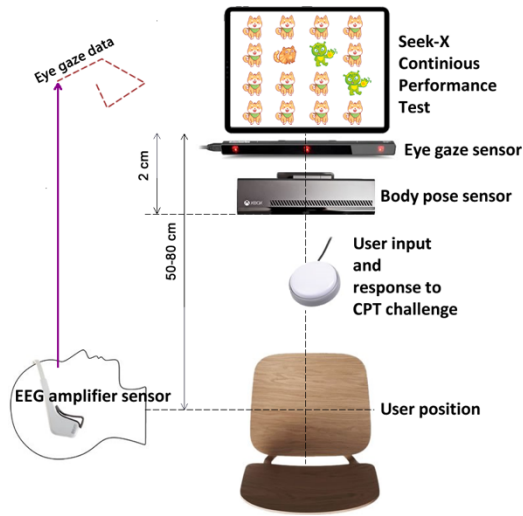 Eye gaze data
Seek-X
Continious
Performance
Test
Eye gaze sensor
2 cm
Body pose sensor
XBOX
50-80 cm
User input
and
response to
CPT challenge
EEG amplifier sensor
User position